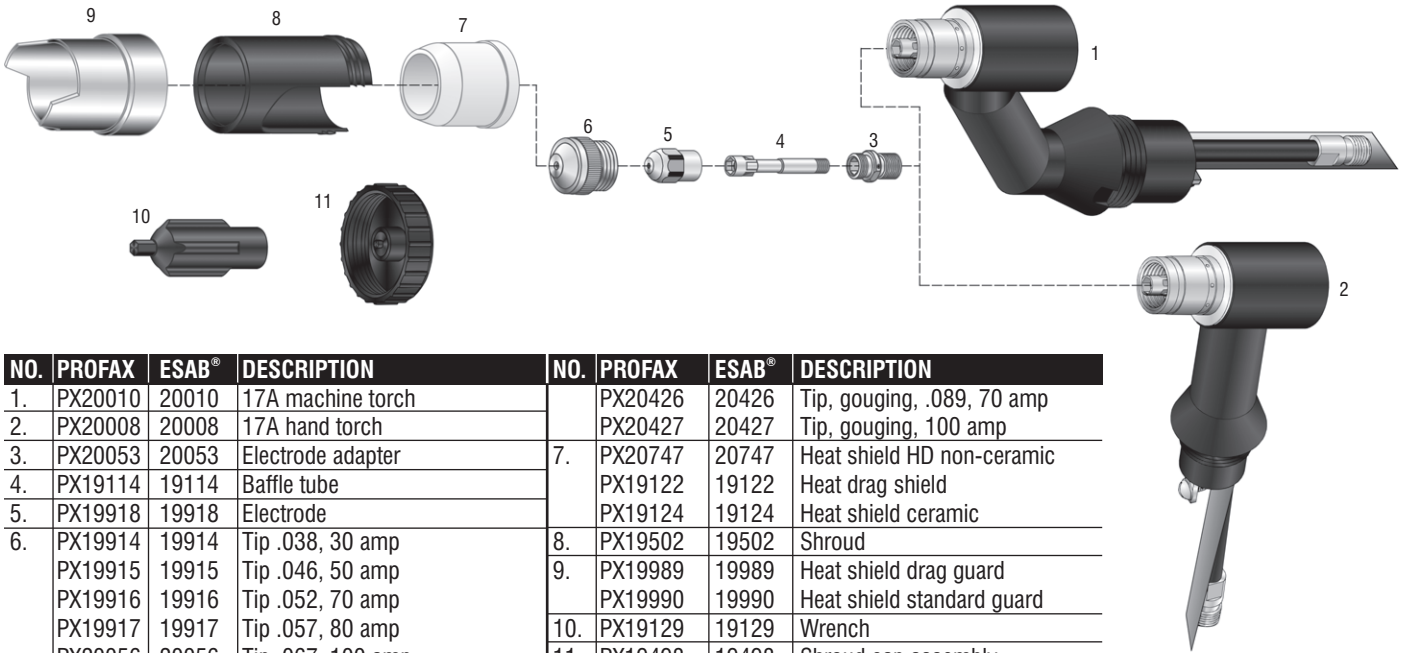 9
8
7
1
6
5
4
3
10
11
2
NO. PROFAX ESAB® DESCRIPTION
1. PX20010 20010 17A machine torch
2. PX20008 20008 17A hand torch
3. PX20053 20053 Electrode adapter
4. PX19114 19114 Baffle tube
5. PX19918 19918 Electrode
6. PX19914 19914 Tip .038, 30 amp
PX19915 19915 Tip .046, 50 amp
PX19916 19916 Tip .052, 70 amp
PX19917 19917 Tip .057, 80 amp
NO. PROFAX ESAB® DESCRIPTION
PX20426 20426 Tip, gouging, .089, 70 amp
PX20427 20427 Tip, gouging, 100 amp
7. PX20747 20747 Heat shield HD non-ceramic
PX19122 19122 Heat drag shield
PX19124 19124 Heat shield ceramic
8. PX19502 19502 Shroud
9. PX19989 19989 Heat shield drag guard
PX19990 19990 Heat shield standard guard
10. PX19129 19129 Wrench